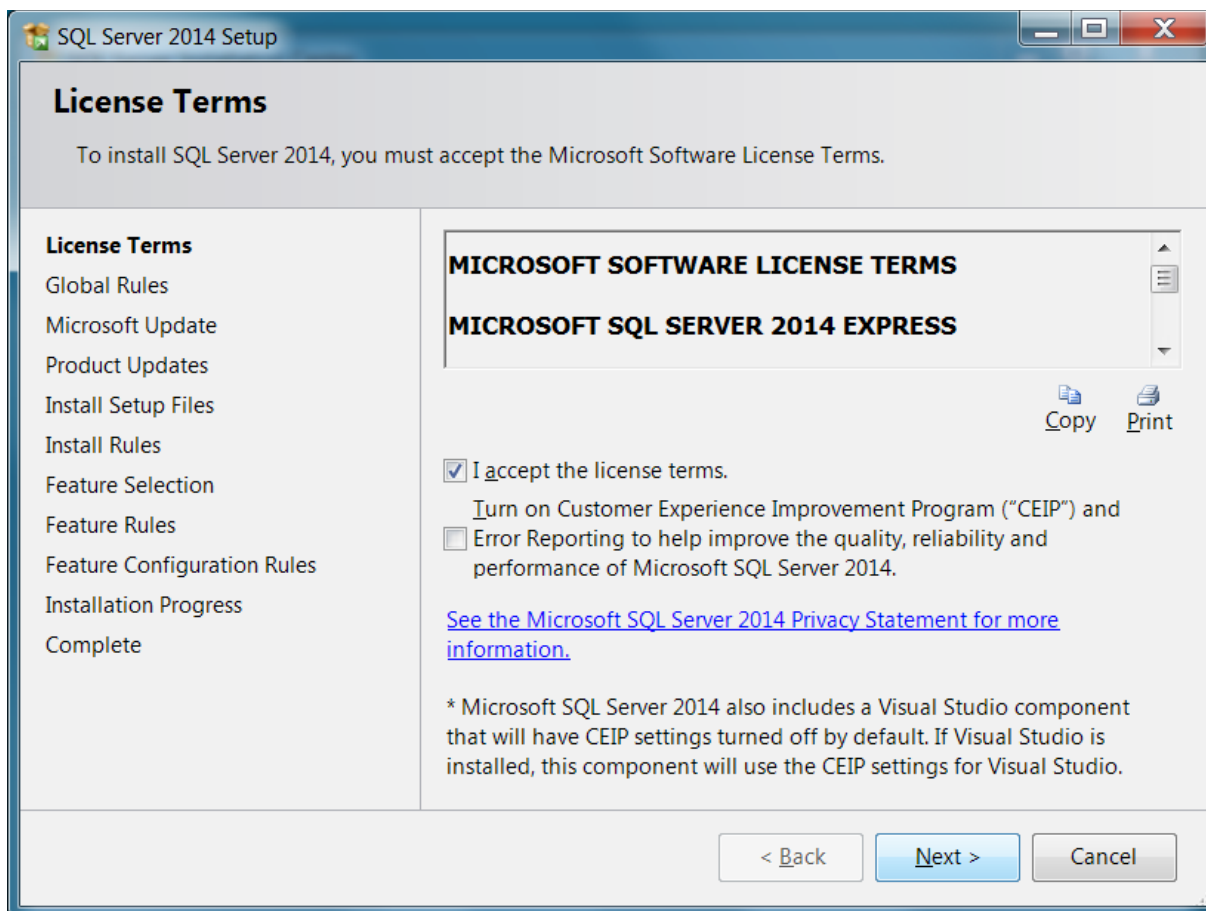 SQL Server 2014 Setup
License Terms
To install SQL Server 2014, you must accept the Microsoft Software License Terms.
License Terms
Global Rules
Microsoft Update
Product Updates
Install Setup Files
Install Rules
Feature Selection
Feature Rules
Feature Configuration Rules
Installation Progress
Complete
MICROSOFT SOFTWARE LICENSE TERMS
MICROSOFT SQL SERVER 2014 EXPRESS
Copy Print
I accept the license terms.
Turn on Customer Experience Improvement Program (“CEIP”) and
Error Reporting to help improve the quality, reliability and
performance of Microsoft SQL Server 2014.
See the Microsoft SQL Server 2014 Privacy Statement for more
information.
* Microsoft SQL Server 2014 also includes a Visual Studio component
that will have CEIP settings turned off by default. If Visual Studio is
installed, this component will use the CEIP settings for Visual Studio.
< Back Next > Cancel